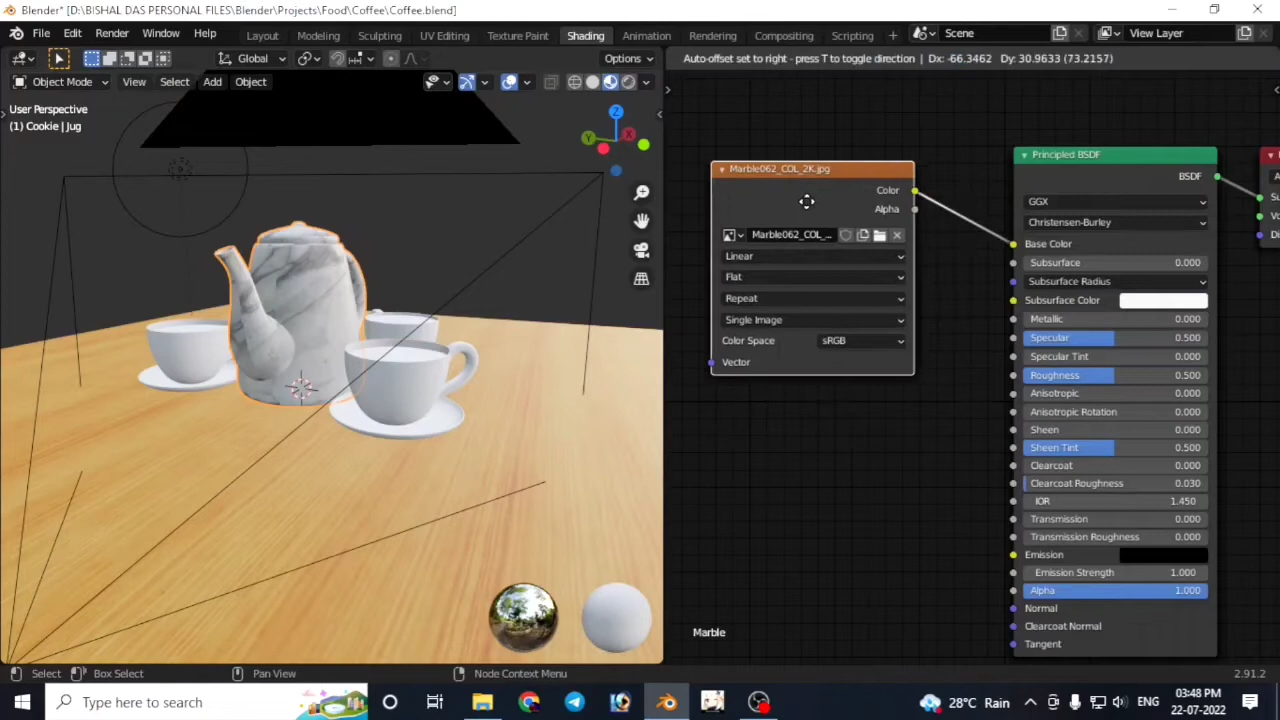 Blender* [D:\BISHAL DAS PERSONAL FILES\Blender\Projects\Food\Coffee\Coffee.blend]
File Edit Render Window Help Layout Modeling Sculpting UV Editing Texture Paint Shading Animation Rendering Compositing Scripting + Scene View Layer
Global Options
Auto-offset set to right - press T to toggle direction | Dx: -66.3462 Dy: 30.9633 (73.2157)
Object Mode View Select Add Object
User Perspective
(1) Cookie | Jug
Z
Y X
Marble062_COL_2K.jpg
Color
Alpha
Marble062_COL_...
Linear
Flat
Repeat
Single Image
Color Space sRGB
Vector
Principled BSDF
BSDF
GGX
Christensen-Burley
Base Color
Subsurface 0.000
Subsurface Radius
Subsurface Color
Metallic 0.000
Specular 0.500
Specular Tint 0.000
Roughness 0.500
Anisotropic 0.000
Anisotropic Rotation 0.000
Sheen 0.000
Sheen Tint 0.500
Clearcoat 0.000
Clearcoat Roughness 0.030
IOR 1.450
Transmission 0.000
Transmission Roughness 0.000
Emission
Emission Strength 1.000
Alpha 1.000
Normal
Clearcoat Normal
Tangent
Marble
Select Box Select Pan View Node Context Menu 2.91.2
Type here to search
28°C Rain ENG
03:48 PM
22-07-2022